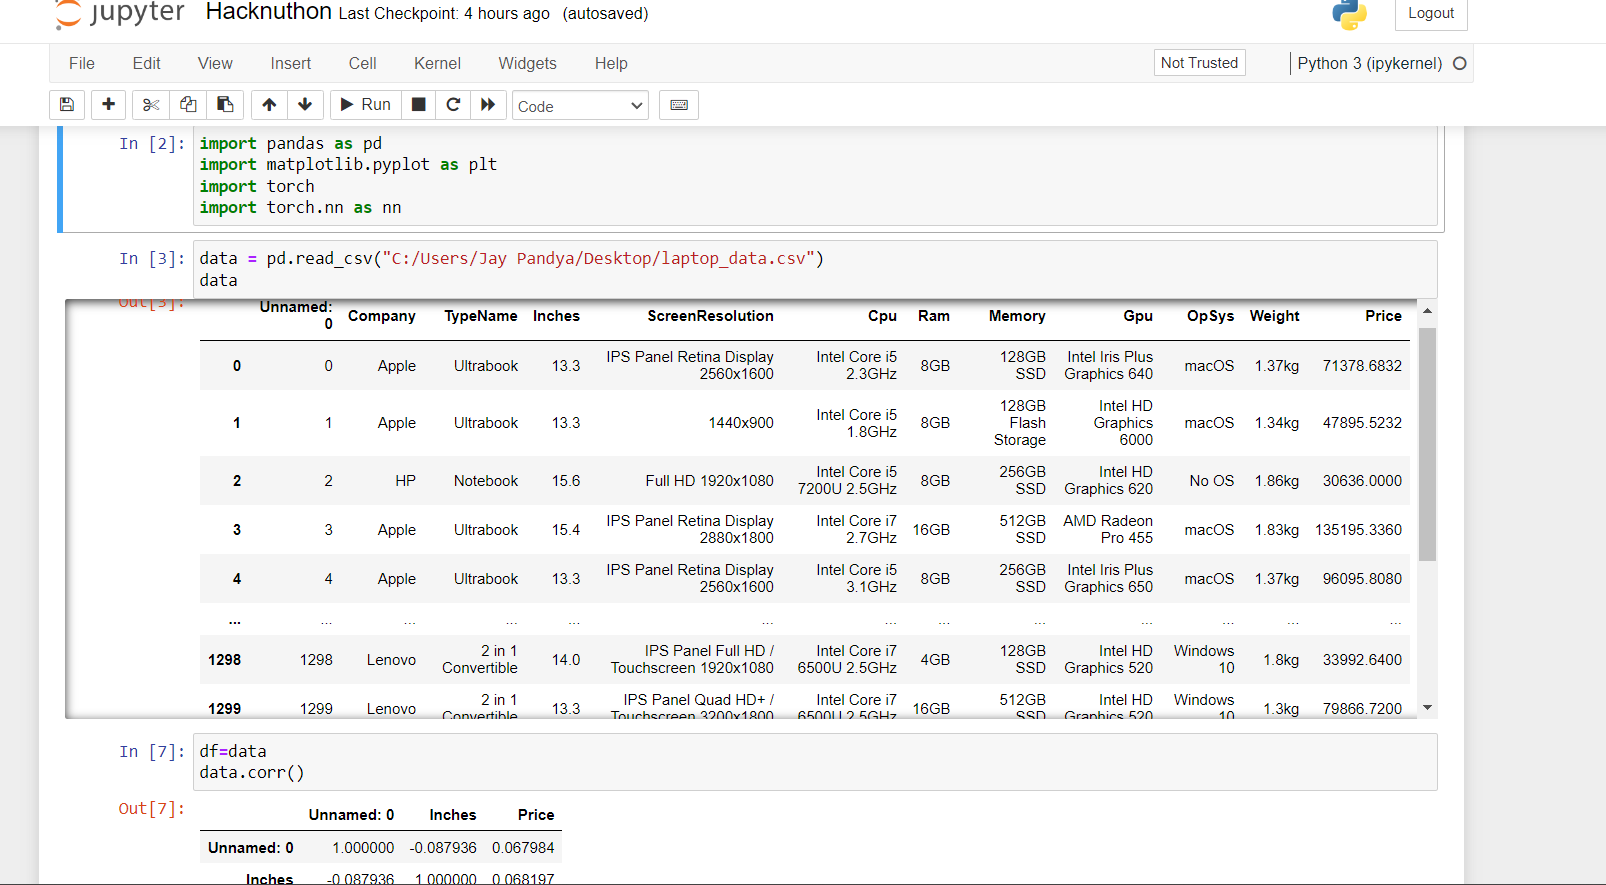 jupyter Hacknuthon Last Checkpoint: 4 hours ago (autosaved) Logout
File Edit View Insert Cell Kernel Widgets Help Not Trusted Python 3 (ipykernel)
Run Code
In [2]: import pandas as pd
import matplotlib.pyplot as plt
import torch
import torch.nn as nn
In [3]: data = pd.read_csv("C:/Users/Jay Pandya/Desktop/laptop_data.csv")
data
Out[3]:
Unnamed: 0 Company TypeName Inches ScreenResolution Cpu Ram Memory Gpu OpSys Weight Price
0 0 Apple Ultrabook 13.3 IPS Panel Retina Display 2560x1600 Intel Core i5 2.3GHz 8GB 128GB SSD Intel Iris Plus Graphics 640 macOS 1.37kg 71378.6832
1 1 Apple Ultrabook 13.3 1440x900 Intel Core i5 1.8GHz 8GB 128GB Flash Storage Intel HD Graphics 6000 macOS 1.34kg 47895.5232
2 2 HP Notebook 15.6 Full HD 1920x1080 Intel Core i5 7200U 2.5GHz 8GB 256GB SSD Intel HD Graphics 620 No OS 1.86kg 30636.0000
3 3 Apple Ultrabook 15.4 IPS Panel Retina Display 2880x1800 Intel Core i7 2.7GHz 16GB 512GB SSD AMD Radeon Pro 455 macOS 1.83kg 135195.3360
4 4 Apple Ultrabook 13.3 IPS Panel Retina Display 2560x1600 Intel Core i5 3.1GHz 8GB 256GB SSD Intel Iris Plus Graphics 650 macOS 1.37kg 96095.8080
... ... ... ... ... ... ... ... ... ... ... ... ...
1298 1298 Lenovo 2 in 1 Convertible 14.0 IPS Panel Full HD / Touchscreen 1920x1080 Intel Core i7 6500U 2.5GHz 4GB 128GB SSD Intel HD Graphics 520 Windows 10 1.8kg 33992.6400
1299 1299 Lenovo 2 in 1 Convertible 13.3 IPS Panel Quad HD+ / Touchscreen 3200x1800 Intel Core i7 6500U 2.5GHz 16GB 512GB SSD Intel HD Graphics 520 Windows 10 1.3kg 79866.7200
In [7]: df=data
data.corr()
Out[7]:
Unnamed: 0 Inches Price
Unnamed: 0 1.000000 -0.087936 0.067984
Inches -0.087936 1.000000 0.068197